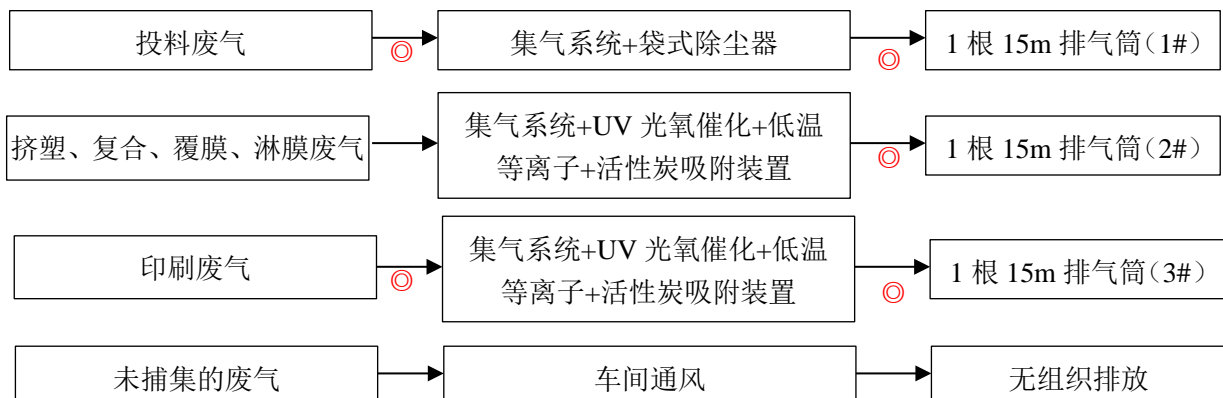 投料废气
集气系统+袋式除尘器
1 根 15m 排气筒（1#）
◎
◎
挤塑、复合、覆膜、淋膜废气
集气系统+UV 光氧催化+低温
等离子+活性炭吸附装置
1 根 15m 排气筒（2#）
◎
印刷废气
集气系统+UV 光氧催化+低温
等离子+活性炭吸附装置
1 根 15m 排气筒（3#）
◎
◎
未捕集的废气
车间通风
无组织排放